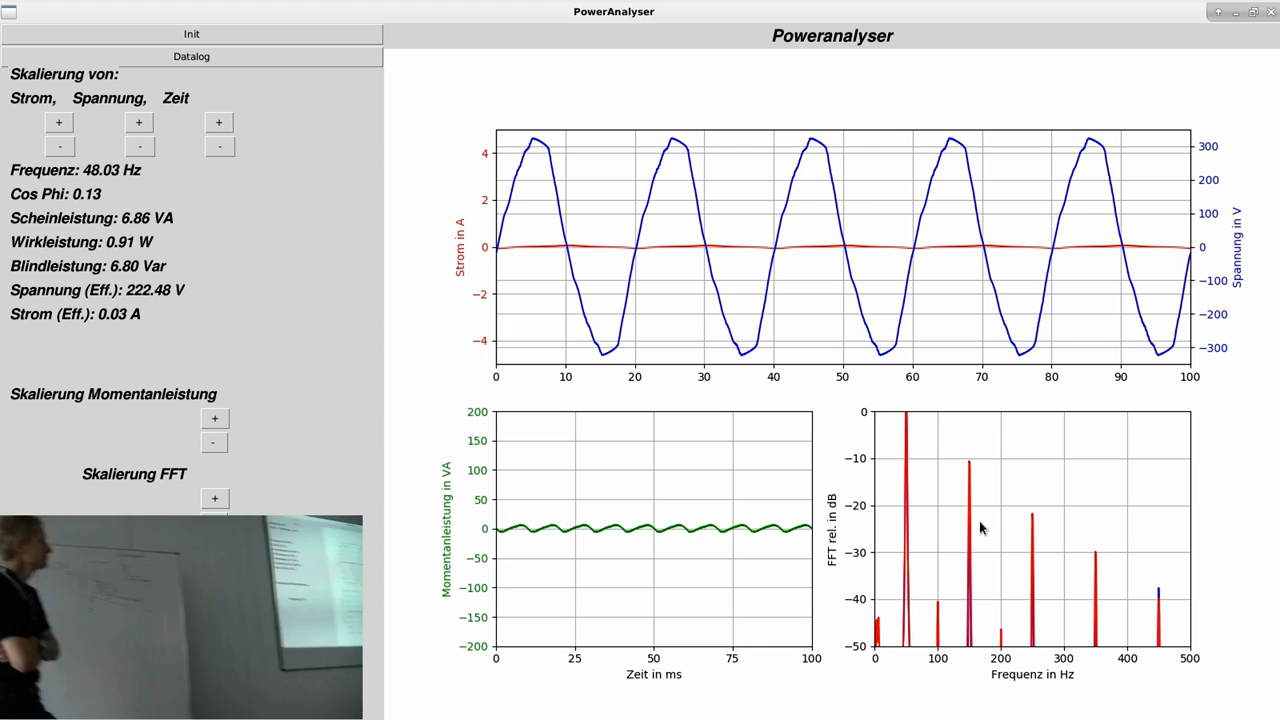 PowerAnalyser
Init
Datalog
Poweranalyser
Skalierung von:
Strom, Spannung, Zeit
+ + +
- - -
Frequenz: 48.03 Hz
Cos Phi: 0.13
Scheinleistung: 6.86 VA
Wirkleistung: 0.91 W
Blindleistung: 6.80 Var
Spannung (Eff.): 222.48 V
Strom (Eff.): 0.03 A
Skalierung Momentanleistung
+
-
Skalierung FFT
+
Strom in A
4
2
0
−2
−4
300
200
100
0
−100
−200
−300
Spannung in V
0 10 20 30 40 50 60 70 80 90 100
Momentanleistung in VA
200
150
100
50
0
−50
−100
−150
−200
0 25 50 75 100
Zeit in ms
FFT rel. in dB
0
−10
−20
−30
−40
−50
0 100 200 300 400 500
Frequenz in Hz